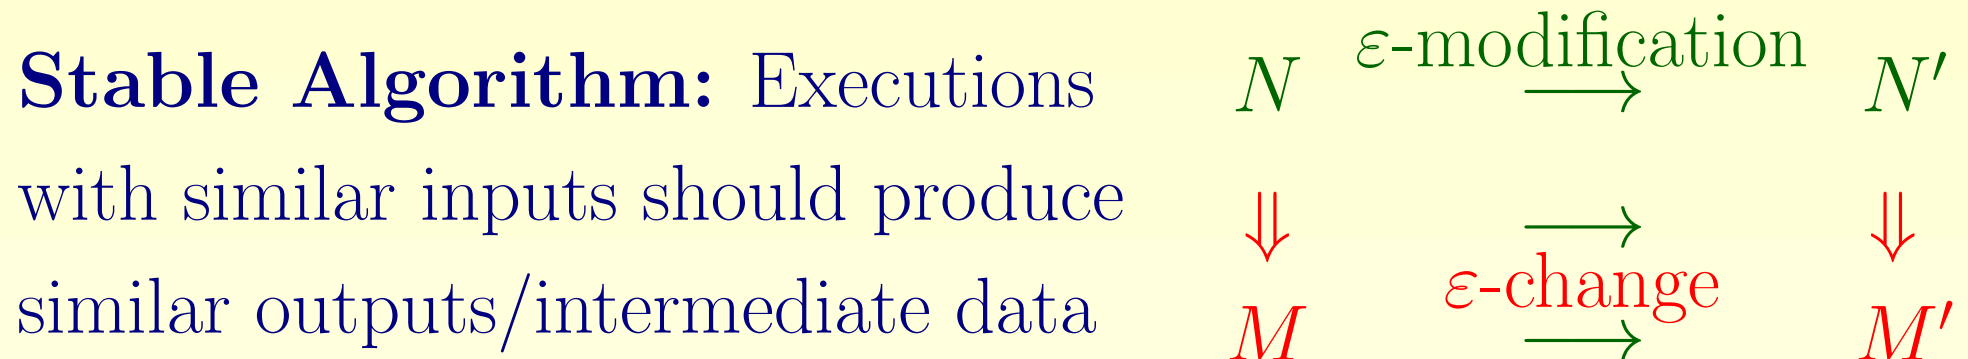 Stable Algorithm: Executions
with similar inputs should produce
similar outputs/intermediate data
N ε-modification N′
⟶
⇓ ⟶ ⇓
ε-change
M ⟶ M′